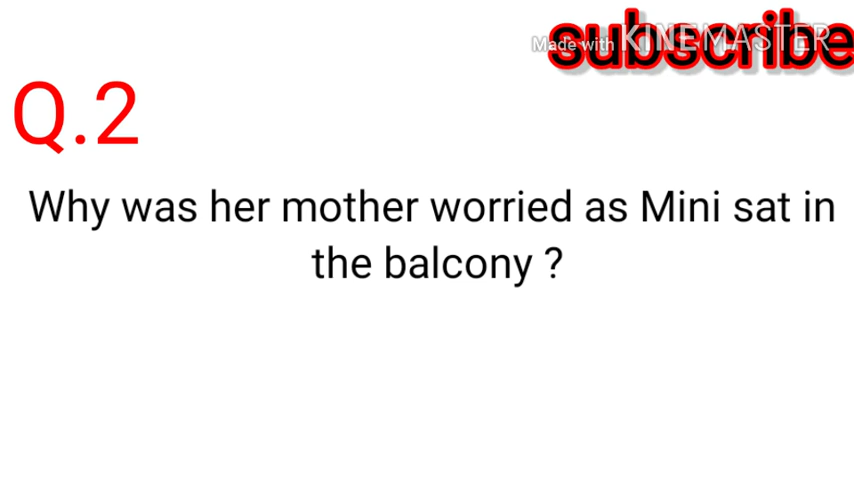 subscribe
Made with KINEMASTER
Q.2
Why was her mother worried as Mini sat in
the balcony ?